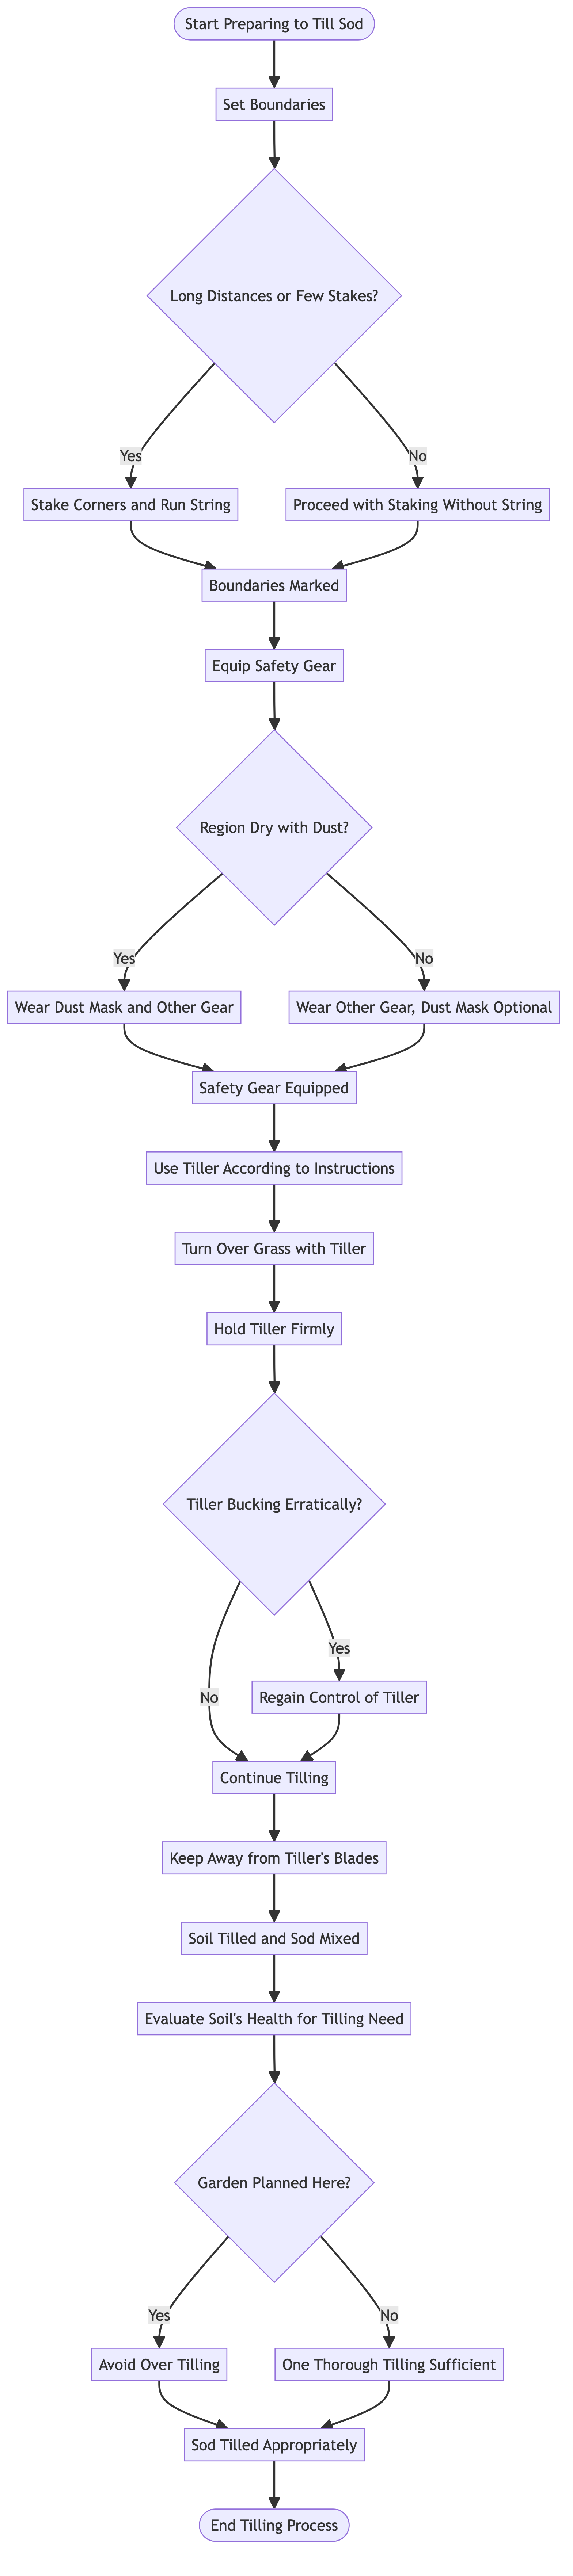 Start Preparing to Till Sod
Set Boundaries
Long Distances or Few Stakes?
Yes
No
Stake Corners and Run String
Proceed with Staking Without String
Boundaries Marked
Equip Safety Gear
Region Dry with Dust?
Yes
No
Wear Dust Mask and Other Gear
Wear Other Gear, Dust Mask Optional
Safety Gear Equipped
Use Tiller According to Instructions
Turn Over Grass with Tiller
Hold Tiller Firmly
Tiller Bucking Erratically?
Yes
No
Regain Control of Tiller
Continue Tilling
Keep Away from Tiller's Blades
Soil Tilled and Sod Mixed
Evaluate Soil's Health for Tilling Need
Garden Planned Here?
Yes
No
Avoid Over Tilling
One Thorough Tilling Sufficient
Sod Tilled Appropriately
End Tilling Process